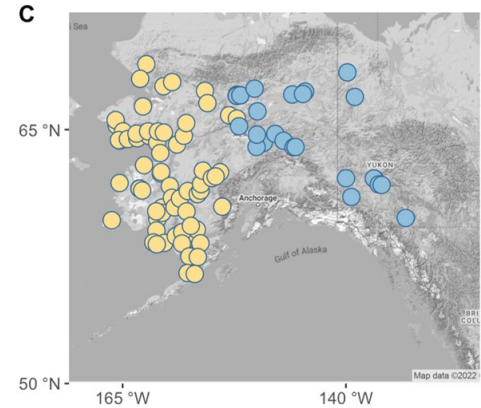 C
i Sea
65 °N
YUKON
Anchorage
Gulf of Alaska
BRI
COLU
Map data ©2022
50 °N
165 °W
140 °W